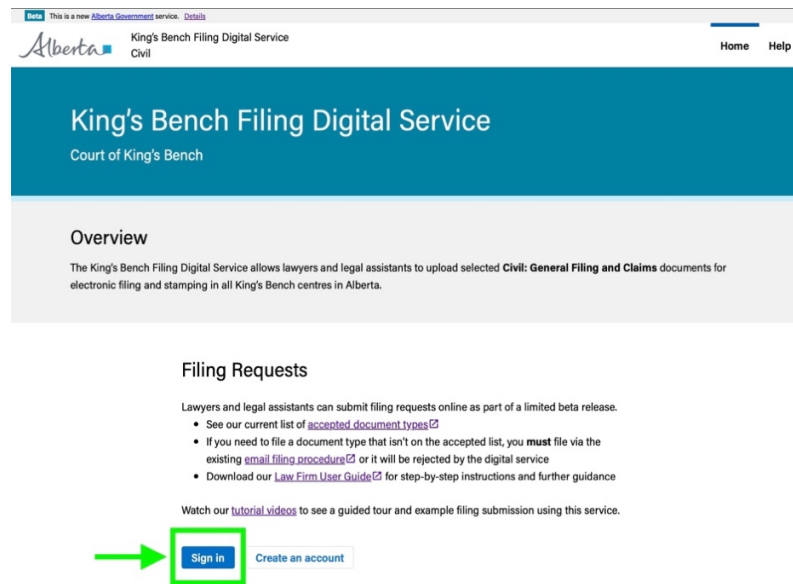 Beta This is a new Alberta Government service. Details
Alberta
King's Bench Filing Digital Service
Civil
Home Help
King's Bench Filing Digital Service
Court of King's Bench
Overview
The King's Bench Filing Digital Service allows lawyers and legal assistants to upload selected Civil: General Filing and Claims documents for
electronic filing and stamping in all King's Bench centres in Alberta.
Filing Requests
Lawyers and legal assistants can submit filing requests online as part of a limited beta release.
• See our current list of accepted document types
• If you need to file a document type that isn't on the accepted list, you must file via the
existing email filing procedure or it will be rejected by the digital service
• Download our Law Firm User Guide for step-by-step instructions and further guidance
Watch our tutorial videos to see a guided tour and example filing submission using this service.
Sign in Create an account